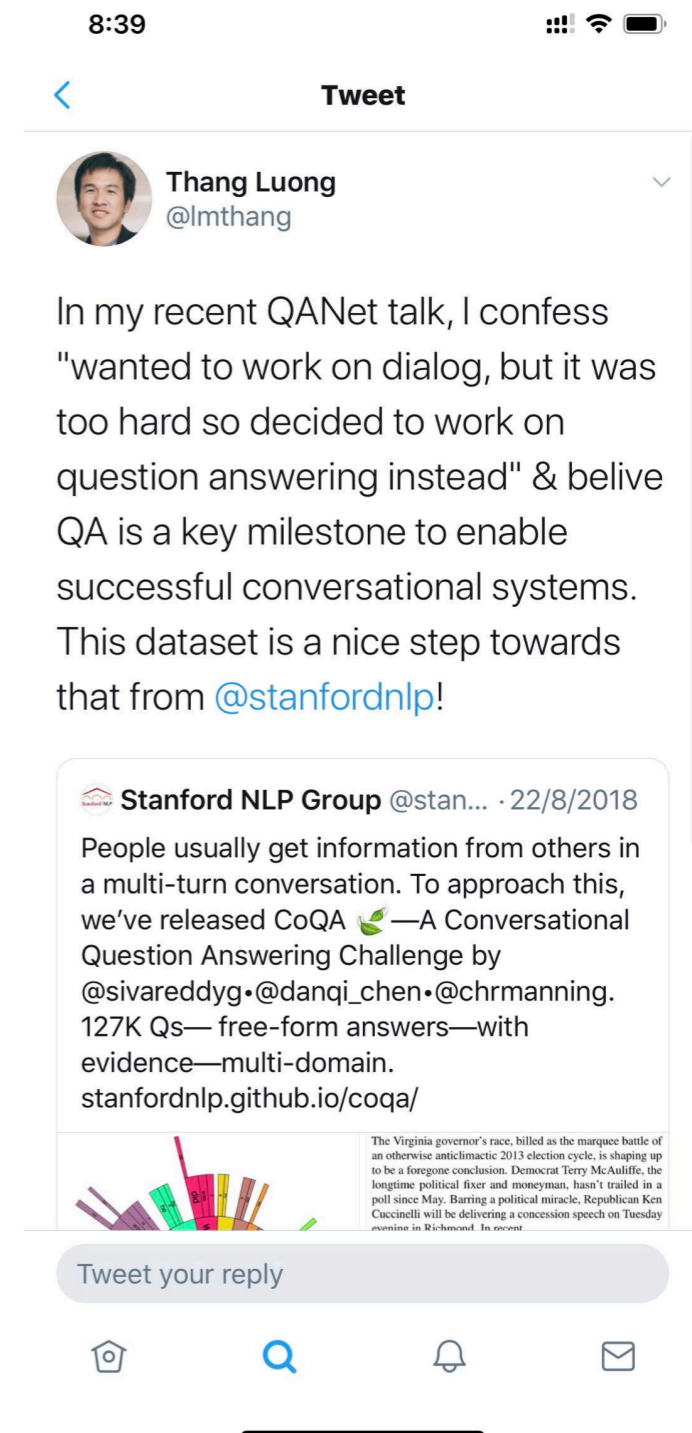 8:39
Tweet
Thang Luong
@lmthang
In my recent QANet talk, I confess
"wanted to work on dialog, but it was
too hard so decided to work on
question answering instead" & belive
QA is a key milestone to enable
successful conversational systems.
This dataset is a nice step towards
that from @stanfordnlp!
Stanford NLP Group @stan... · 22/8/2018
People usually get information from others in
a multi-turn conversation. To approach this,
we've released CoQA 🍃—A Conversational
Question Answering Challenge by
@sivareddyg•@danqi_chen•@chrmanning.
127K Qs— free-form answers—with
evidence—multi-domain.
stanfordnlp.github.io/coqa/
The Virginia governor's race, billed as the marquee battle of
an otherwise anticlimactic 2013 election cycle, is shaping up
to be a foregone conclusion. Democrat Terry McAuliffe, the
longtime political fixer and moneyman, hasn't trailed in a
poll since May. Barring a political miracle, Republican Ken
Cuccinelli will be delivering a concession speech on Tuesday
evening in Richmond. In recent
did
Tweet your reply